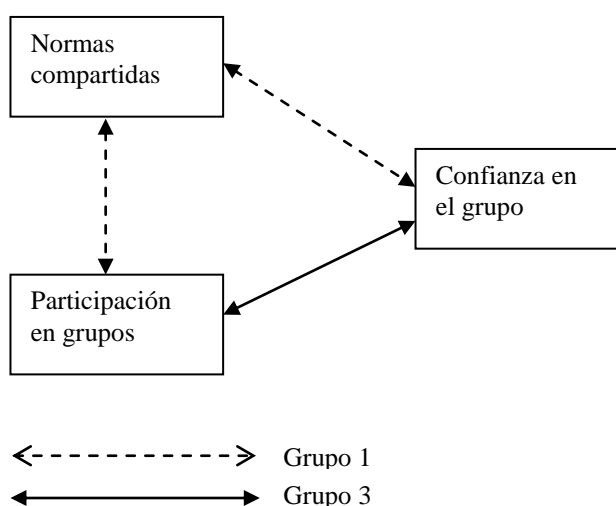 Normas
compartidas
Confianza en
el grupo
Participación
en grupos
Grupo 1
Grupo 3